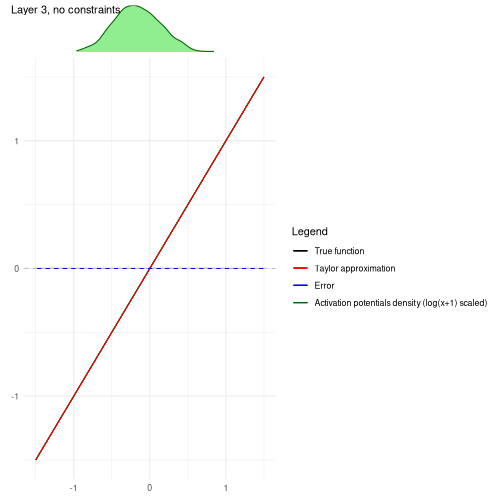 Layer 3, no constraints
1
0
-1
-1
0
1
Legend
True function
Taylor approximation
Error
Activation potentials density (log(x+1) scaled)